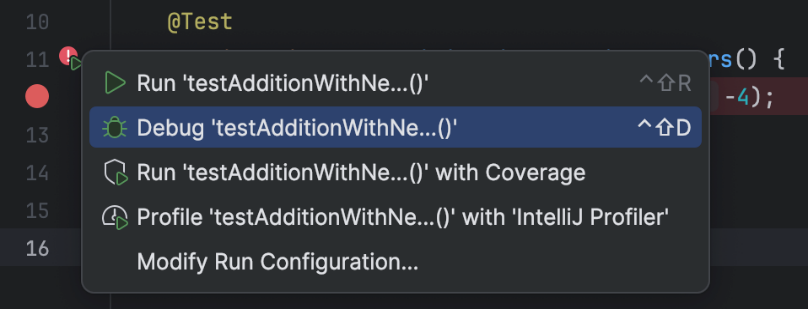 10 @Test
11 rs() {
Run 'testAdditionWithNe...()' ^⇧R
-4);
Debug 'testAdditionWithNe...()' ^⇧D
13
Run 'testAdditionWithNe...()' with Coverage
14
15
Profile 'testAdditionWithNe...()' with 'IntelliJ Profiler'
16
Modify Run Configuration...